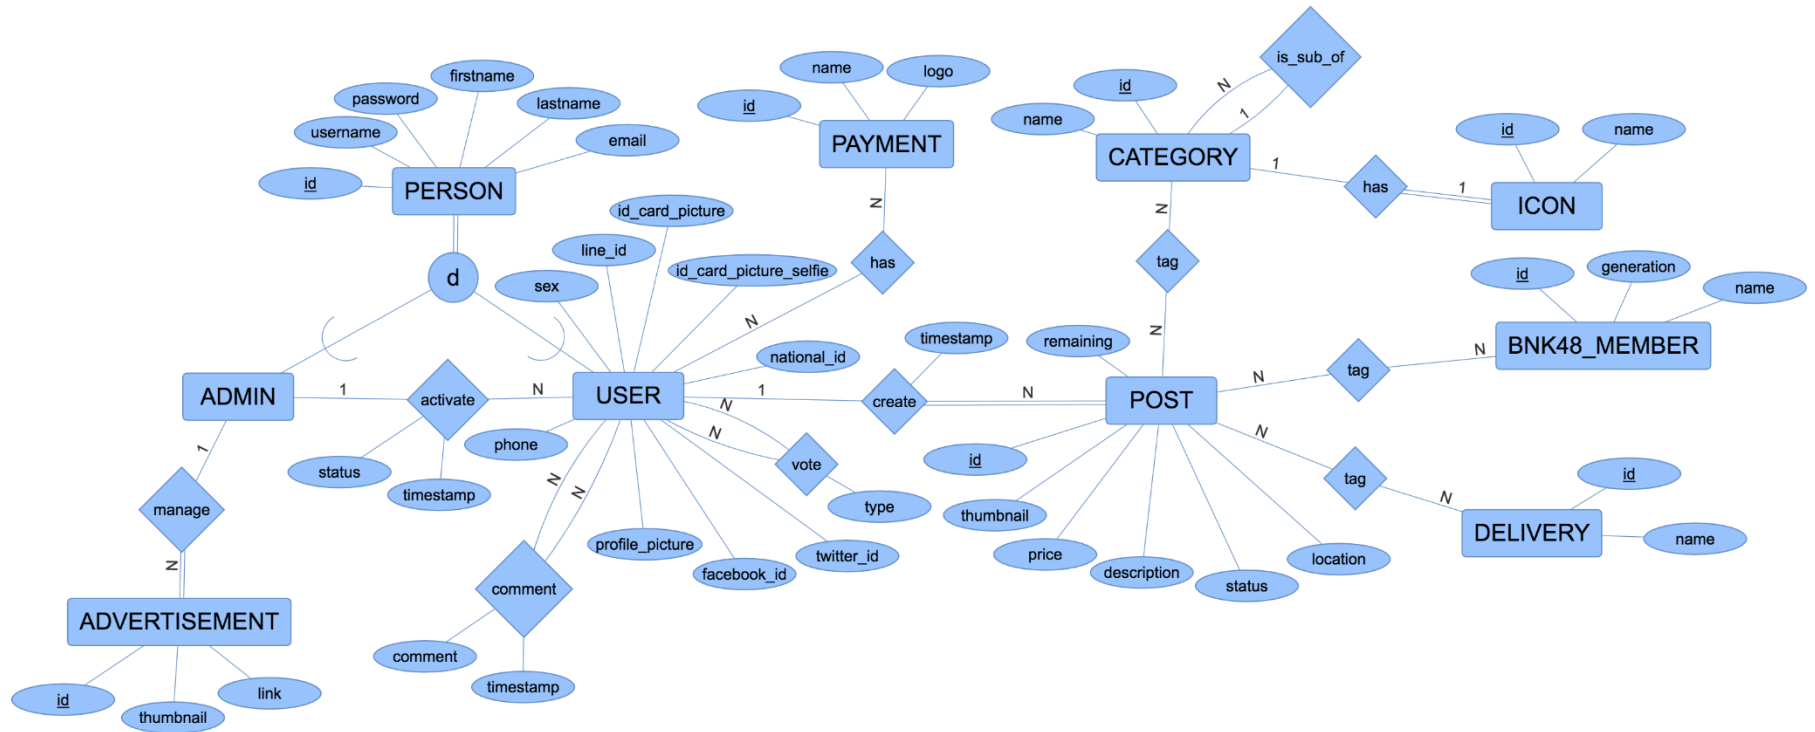 is_sub_of
firstname
name
logo
id
N
password
lastname
id
1
name
id
name
username
email
PAYMENT
CATEGORY
1
has
1
id
PERSON
ICON
N
id_card_picture
N
line_id
id_card_picture_selfie
has
tag
id
generation
name
d
sex
N
timestamp
remaining
N
BNK48_MEMBER
national_id
N
tag
N
ADMIN
1
activate
N
USER
1
create
N
POST
N
N
phone
1
status
timestamp
N
N
vote
type
id
N
tag
N
id
manage
thumbnail
DELIVERY
name
N
profile_picture
facebook_id
twitter_id
price
description
status
location
comment
ADVERTISEMENT
comment
timestamp
id
thumbnail
link